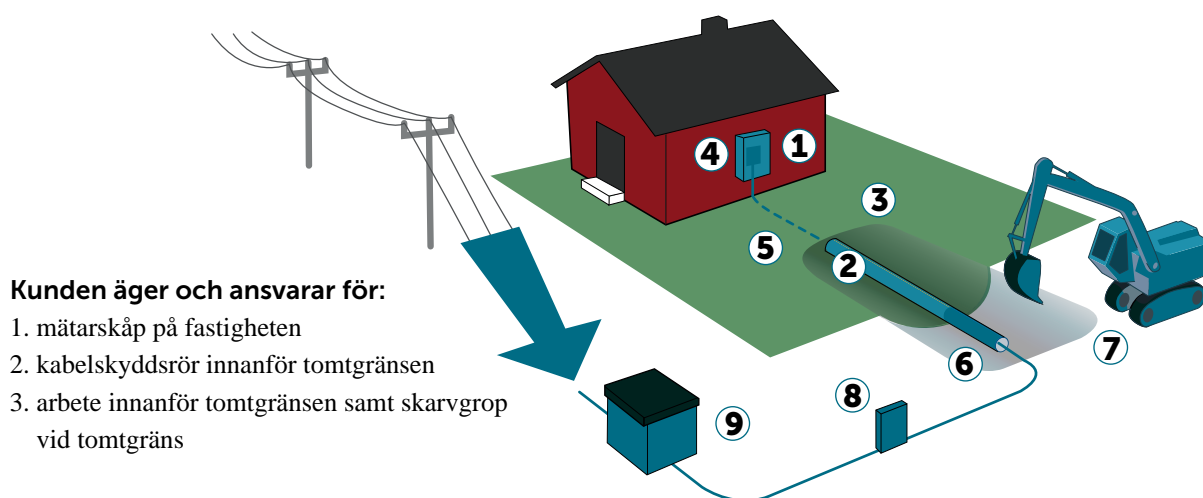 Kunden äger och ansvarar för:
1. mätarskåp på fastigheten
2. kabelskyddsrör innanför tomtgränsen
3. arbete innanför tomtgränsen samt skarvgrop
vid tomtgräns
4
1
3
5
2
6
7
8
9